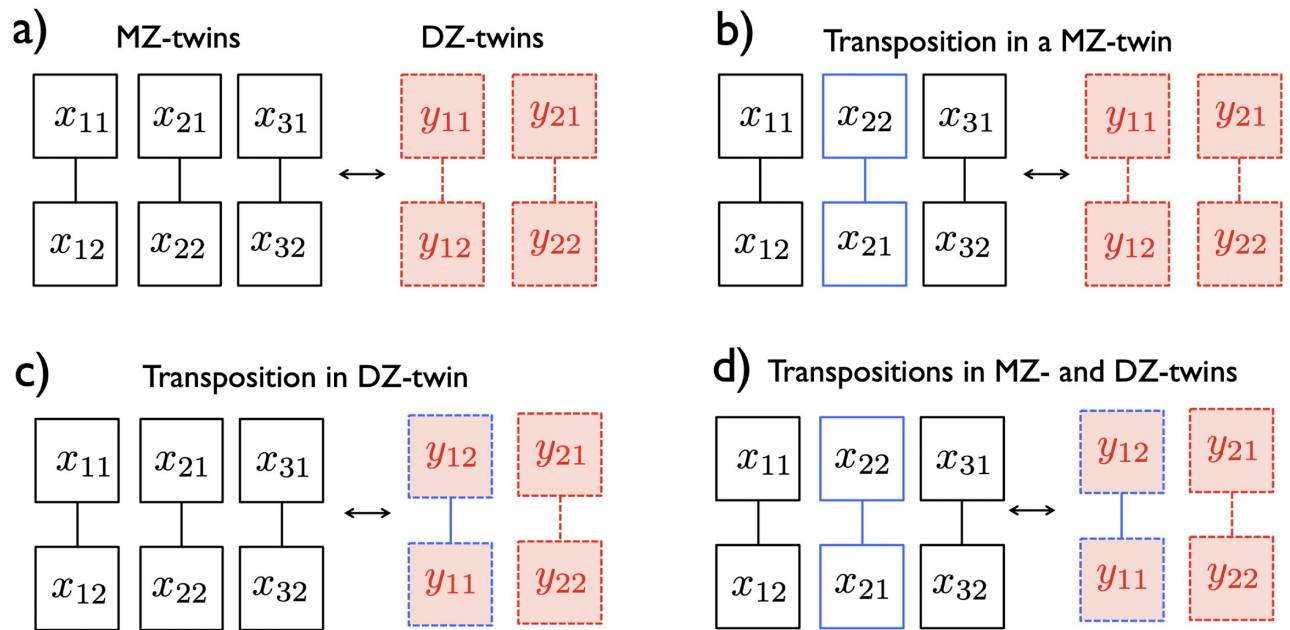 a) MZ-twins DZ-twins
x11 x21 x31 y11 y21
x12 x22 x32 y12 y22
b) Transposition in a MZ-twin
x11 x22 x31 y11 y21
x12 x21 x32 y12 y22
c) Transposition in DZ-twin
x11 x21 x31 y12 y21
x12 x22 x32 y11 y22
d) Transpositions in MZ- and DZ-twins
x11 x22 x31 y12 y21
x12 x21 x32 y11 y22